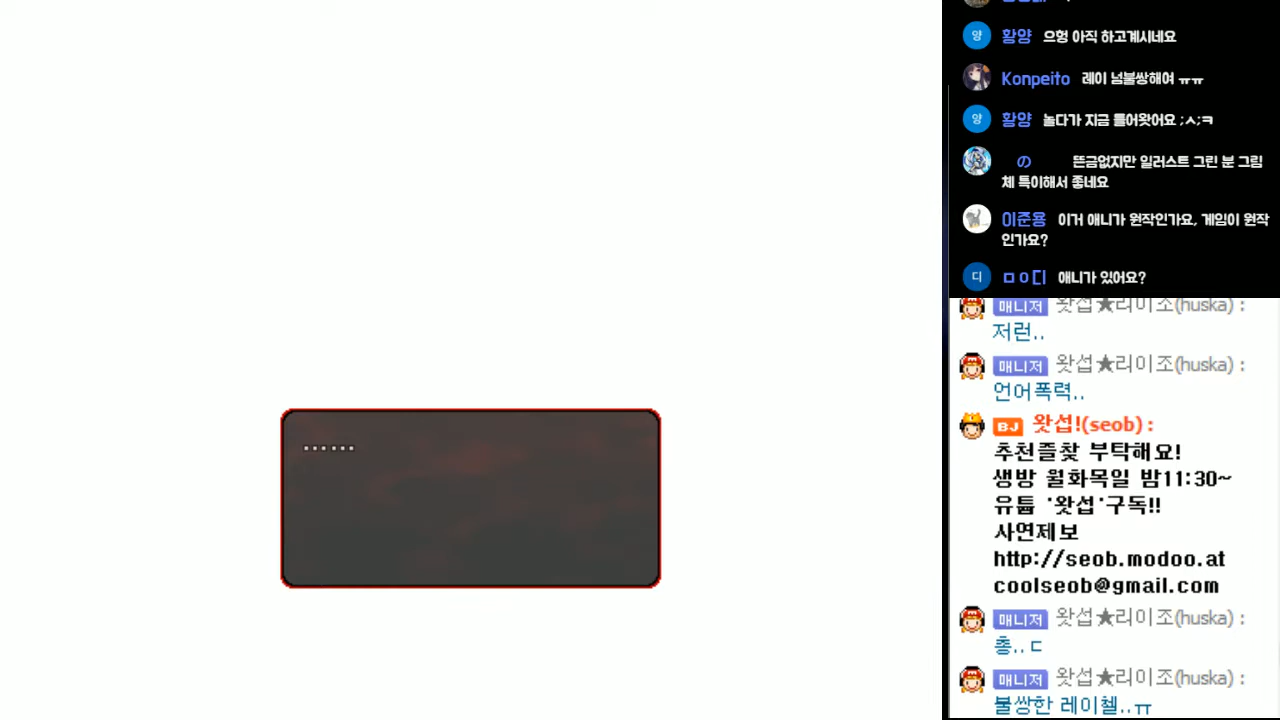 ......
양 황양 으헝 아직 하고계시네요
Konpeito 레이 넘불쌍해여 ㅠㅠ
양 황양 놀다가 지금 틀어왓어요 ;ㅅ;ㅋ
の 뜬금없지만 일러스트 그린 분 그림
체 특이해서 좋네요
이준용 이거 애니가 원작인가요, 게임이 원작
인가요?
디 ㅁㅇ디 애니가 있어요?
매니저 왓섭★리이조(huska) :
저런..
매니저 왓섭★리이조(huska) :
언어폭력..
BJ 왓섭!(seob) :
추천즐찾 부탁해요!
생방 월화목일 밤11:30~
유튭 '왓섭'구독!!
사연제보
http://seob.modoo.at
coolseob@gmail.com
매니저 왓섭★리이조(huska) :
총..ㄷ
매니저 왓섭★리이조(huska) :
불쌍한 레이첼..ㅠ